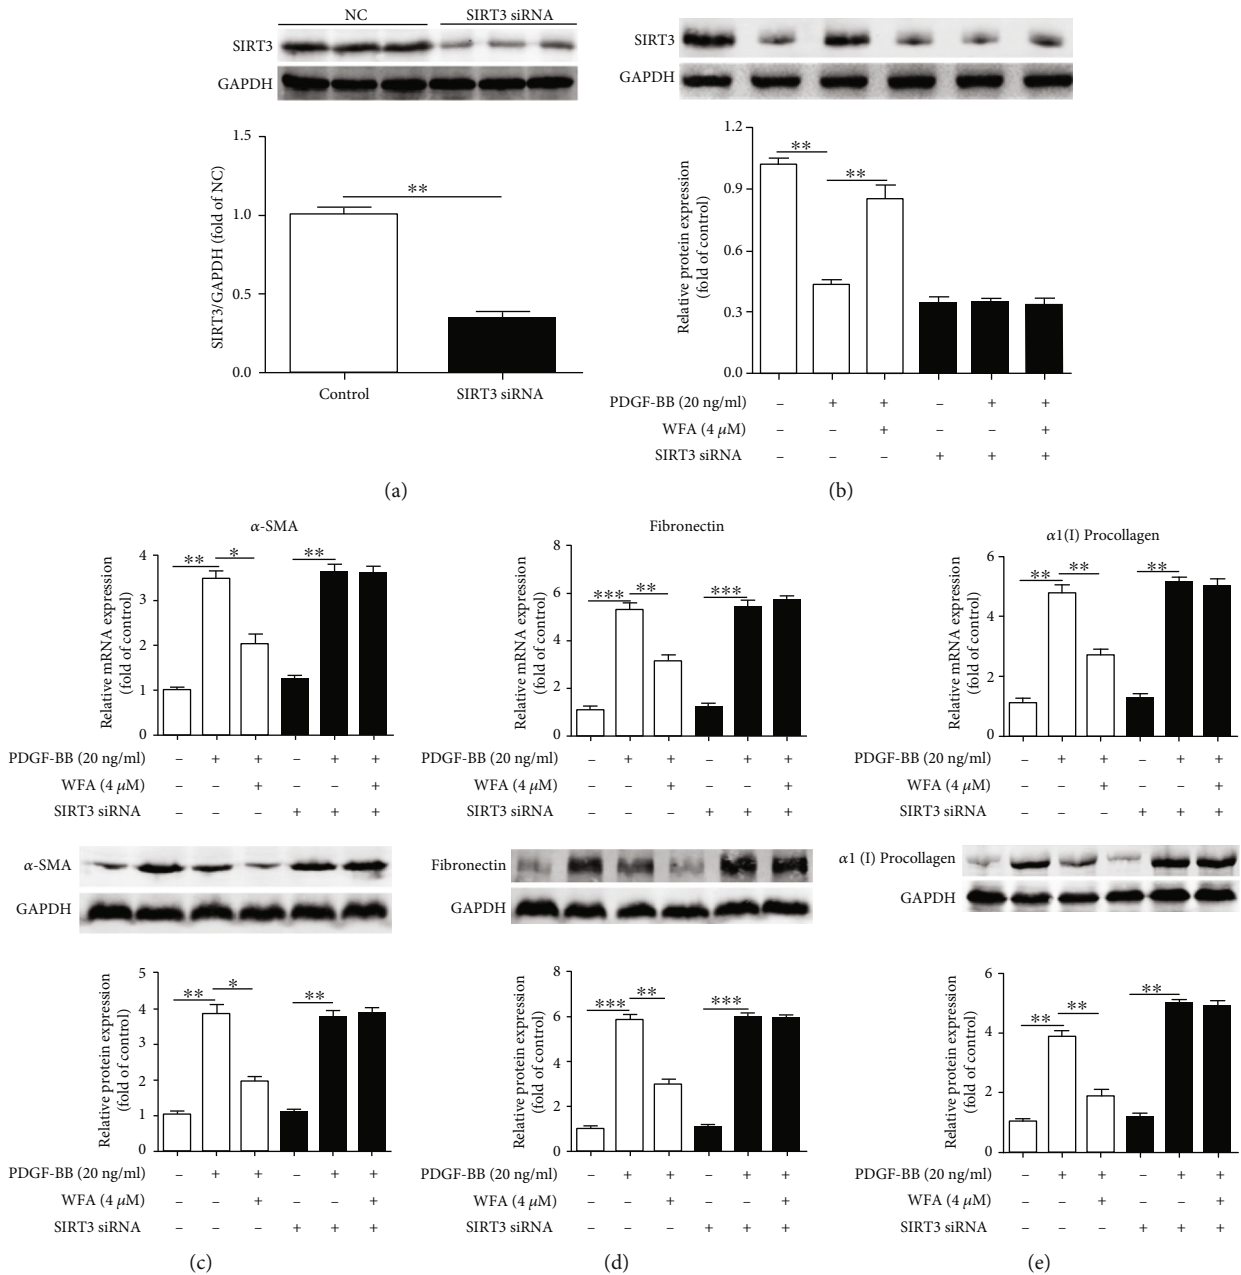 NC SIRT3 siRNA
SIRT3
GAPDH
1.5
1.0
0.5
0.0
SIRT3/GAPDH (fold of NC)
**
Control SIRT3 siRNA
(a)
SIRT3
GAPDH
1.2
0.9
0.6
0.3
0.0
Relative protein expression
(fold of control)
** **
PDGF-BB (20 ng/ml) – + + – + +
WFA (4 μM) – – + – – +
SIRT3 siRNA – – – + + +
(b)
α-SMA
4
3
2
1
0
Relative mRNA expression
(fold of control)
** * **
PDGF-BB (20 ng/ml) – + + – + +
WFA (4 μM) – – + – – +
SIRT3 siRNA – – – + + +
α-SMA
GAPDH
5
4
3
2
1
0
Relative protein expression
(fold of control)
** * **
PDGF-BB (20 ng/ml) – + + – + +
WFA (4 μM) – – + – – +
SIRT3 siRNA – – – + + +
(c)
Fibronectin
8
6
4
2
0
Relative mRNA expression
(fold of control)
*** ** ***
PDGF-BB (20 ng/ml) – + + – + +
WFA (4 μM) – – + – – +
SIRT3 siRNA – – – + + +
Fibronectin
GAPDH
8
6
4
2
0
Relative protein expression
(fold of control)
*** ** ***
PDGF-BB (20 ng/ml) – + + – + +
WFA (4 μM) – – + – – +
SIRT3 siRNA – – – + + +
(d)
α1(I) Procollagen
6
4
2
0
Relative mRNA expression
(fold of control)
** ** **
PDGF-BB (20 ng/ml) – + + – + +
WFA (4 μM) – – + – – +
SIRT3 siRNA – – – + + +
α1 (I) Procollagen
GAPDH
6
4
2
0
Relative protein expression
(fold of control)
** ** **
PDGF-BB (20 ng/ml) – + + – + +
WFA (4 μM) – – + – – +
SIRT3 siRNA – – – + + +
(e)